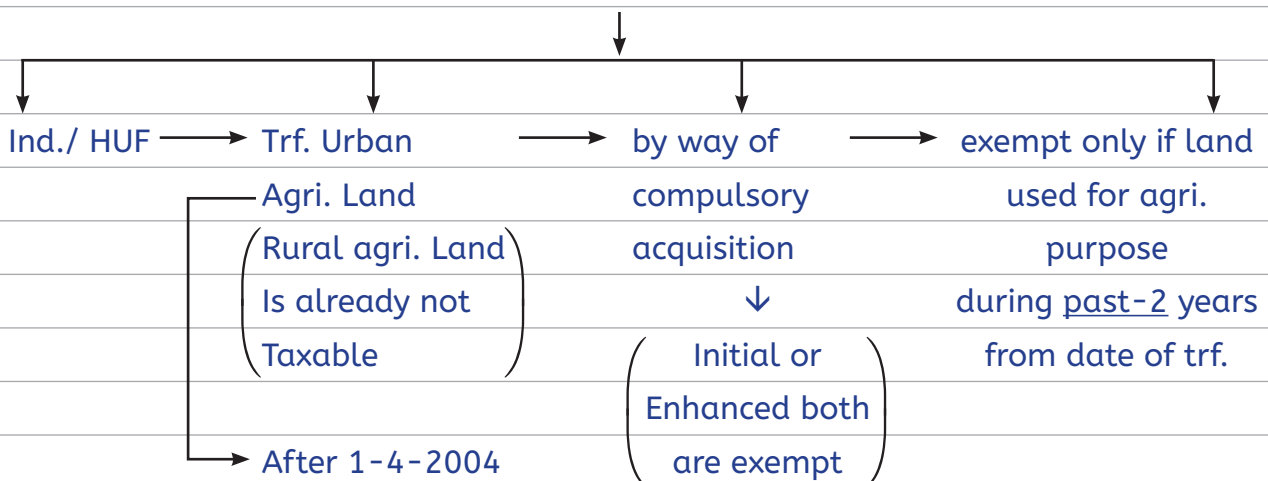 Ind./ HUF → Trf. Urban → by way of → exempt only if land
Agri. Land compulsory used for agri.
(Rural agri. Land acquisition purpose
Is already not ↓ during past-2 years
Taxable) (Initial or from date of trf.
Enhanced both
After 1-4-2004 are exempt)